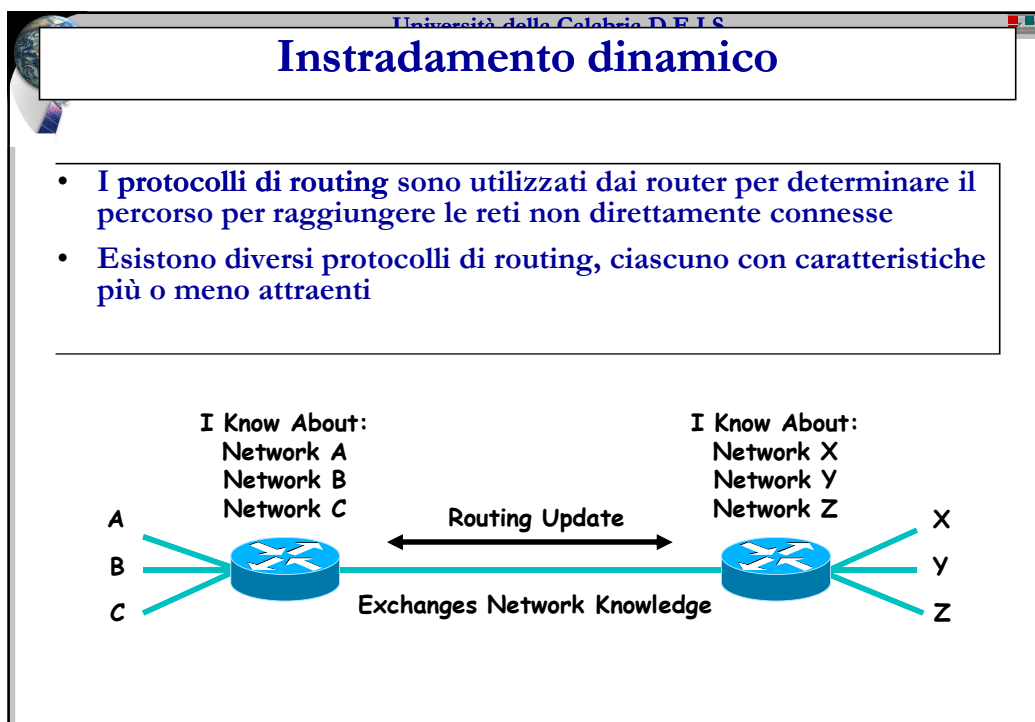 Università della Calabria D.E.I.S.
Instradamento dinamico
• I protocolli di routing sono utilizzati dai router per determinare il
percorso per raggiungere le reti non direttamente connesse
• Esistono diversi protocolli di routing, ciascuno con caratteristiche
più o meno attraenti
I Know About:
Network A
Network B
Network C
I Know About:
Network X
Network Y
Network Z
A
B
C
Routing Update
Exchanges Network Knowledge
X
Y
Z